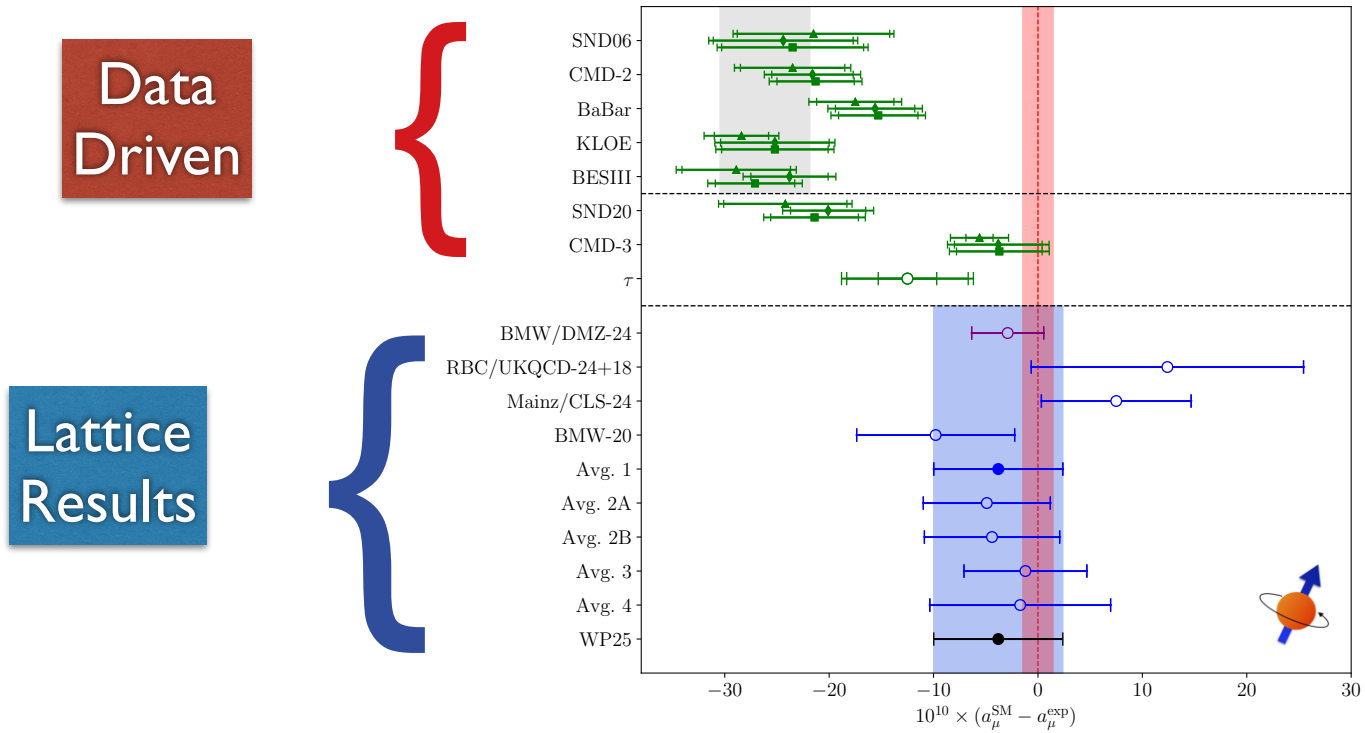 Data
Driven
{
SND06
CMD-2
BaBar
KLOE
BESIII
SND20
CMD-3
τ
Lattice
Results
{
BMW/DMZ-24
RBC/UKQCD-24+18
Mainz/CLS-24
BMW-20
Avg. 1
Avg. 2A
Avg. 2B
Avg. 3
Avg. 4
WP25
−30 −20 −10 0 10 20 30
10¹⁰ × (a_μ^SM − a_μ^exp)